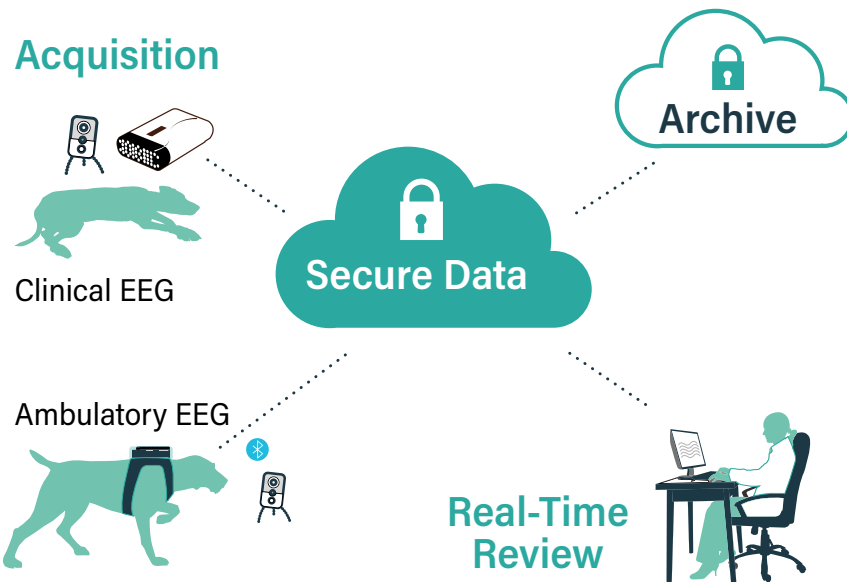 Acquisition
Archive
Secure Data
Clinical EEG
Ambulatory EEG
Real-Time
Review